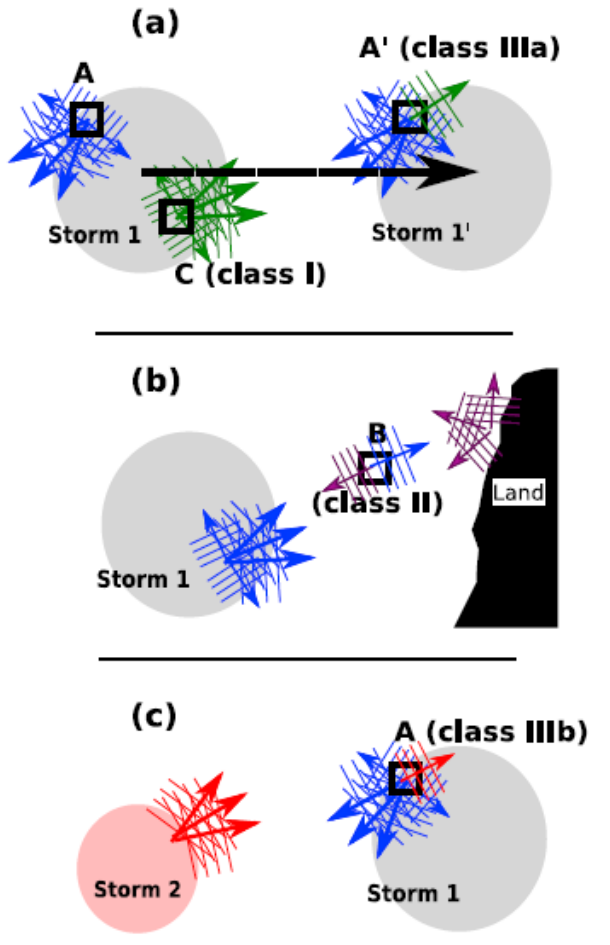 (a)
A
A' (class IIIa)
Storm 1
Storm 1'
C (class I)
(b)
B
(class II)
Land
Storm 1
(c)
A (class IIIb)
Storm 2
Storm 1